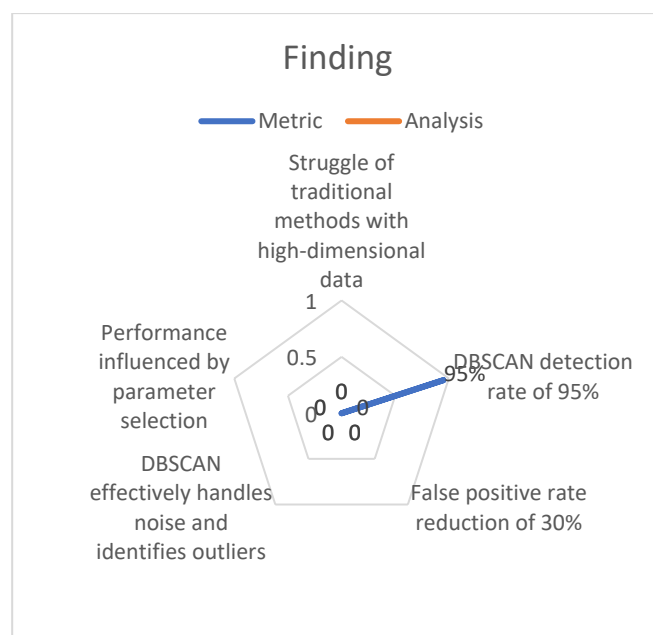 Finding
Metric Analysis
Struggle of
traditional
methods with
high-dimensional
data
1
Performance
influenced by
parameter
selection
0.5
95%
DBSCAN detection
rate of 95%
0
0
0
0
0 0
DBSCAN
effectively handles
noise and
identifies outliers
False positive rate
reduction of 30%